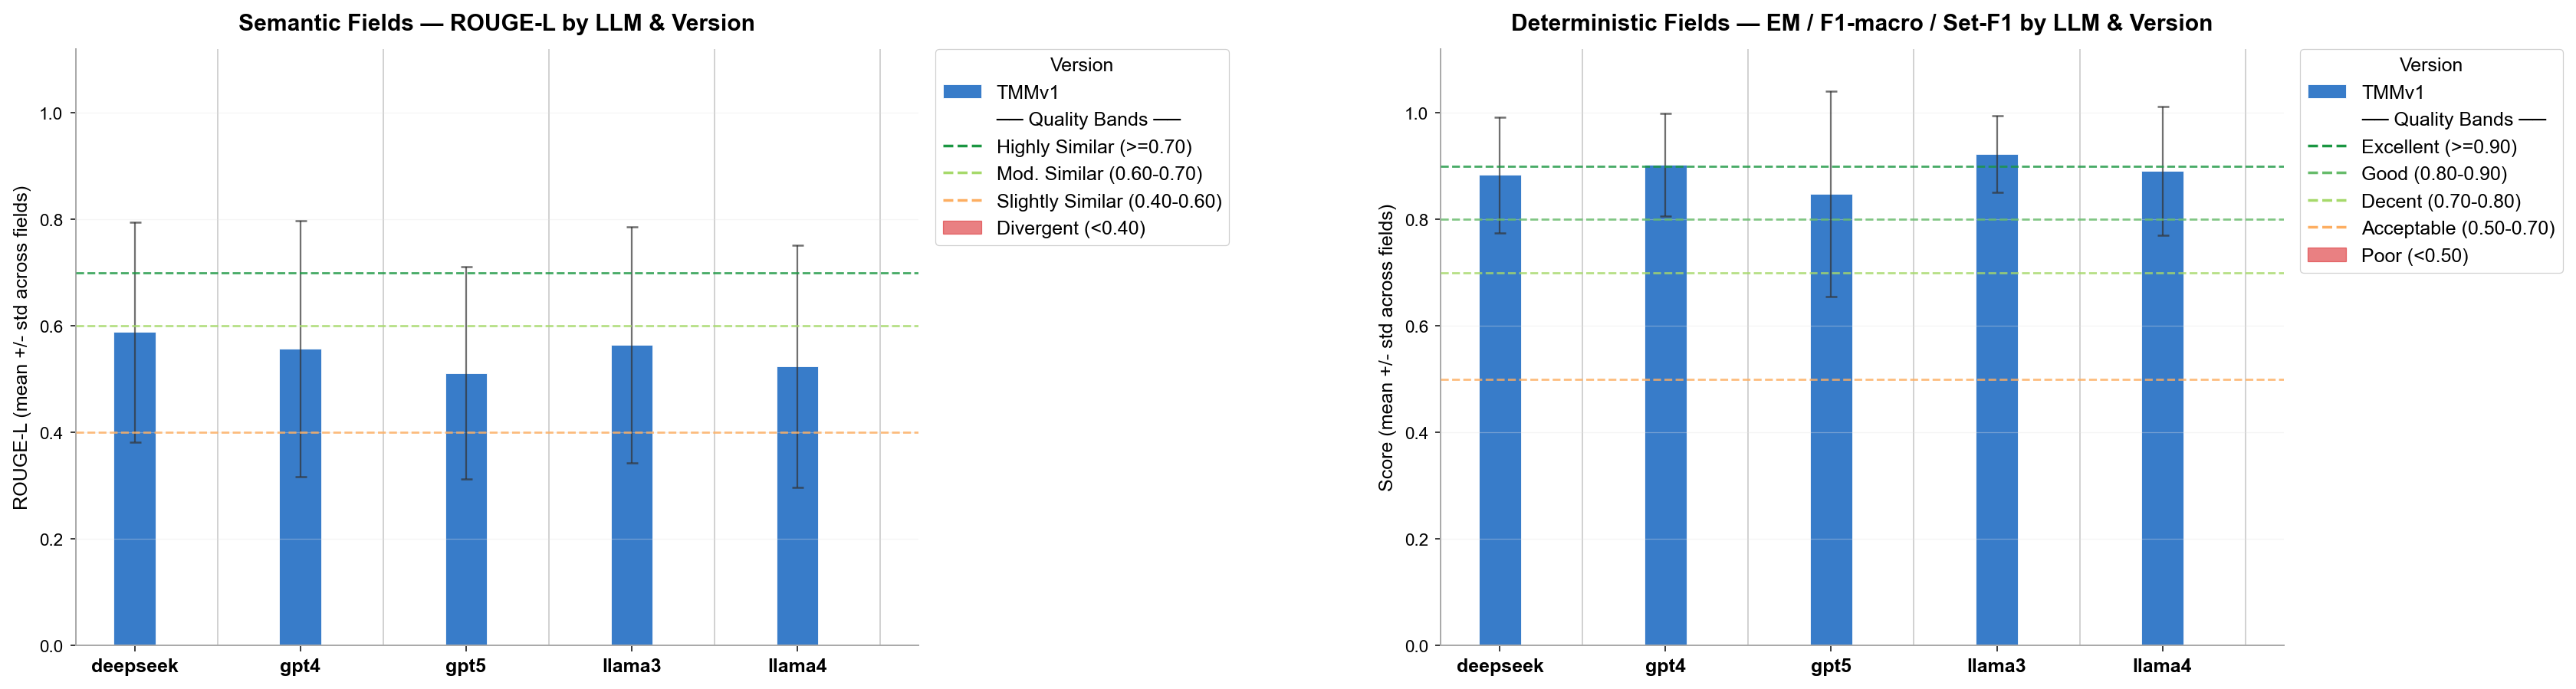 Semantic Fields — ROUGE-L by LLM & Version
ROUGE-L (mean +/- std across fields)
1.0
0.8
0.6
0.4
0.2
0.0
deepseek
gpt4
gpt5
llama3
llama4
Version
TMMv1
── Quality Bands ──
Highly Similar (>=0.70)
Mod. Similar (0.60-0.70)
Slightly Similar (0.40-0.60)
Divergent (<0.40)
Deterministic Fields — EM / F1-macro / Set-F1 by LLM & Version
Score (mean +/- std across fields)
1.0
0.8
0.6
0.4
0.2
0.0
deepseek
gpt4
gpt5
llama3
llama4
Version
TMMv1
── Quality Bands ──
Excellent (>=0.90)
Good (0.80-0.90)
Decent (0.70-0.80)
Acceptable (0.50-0.70)
Poor (<0.50)